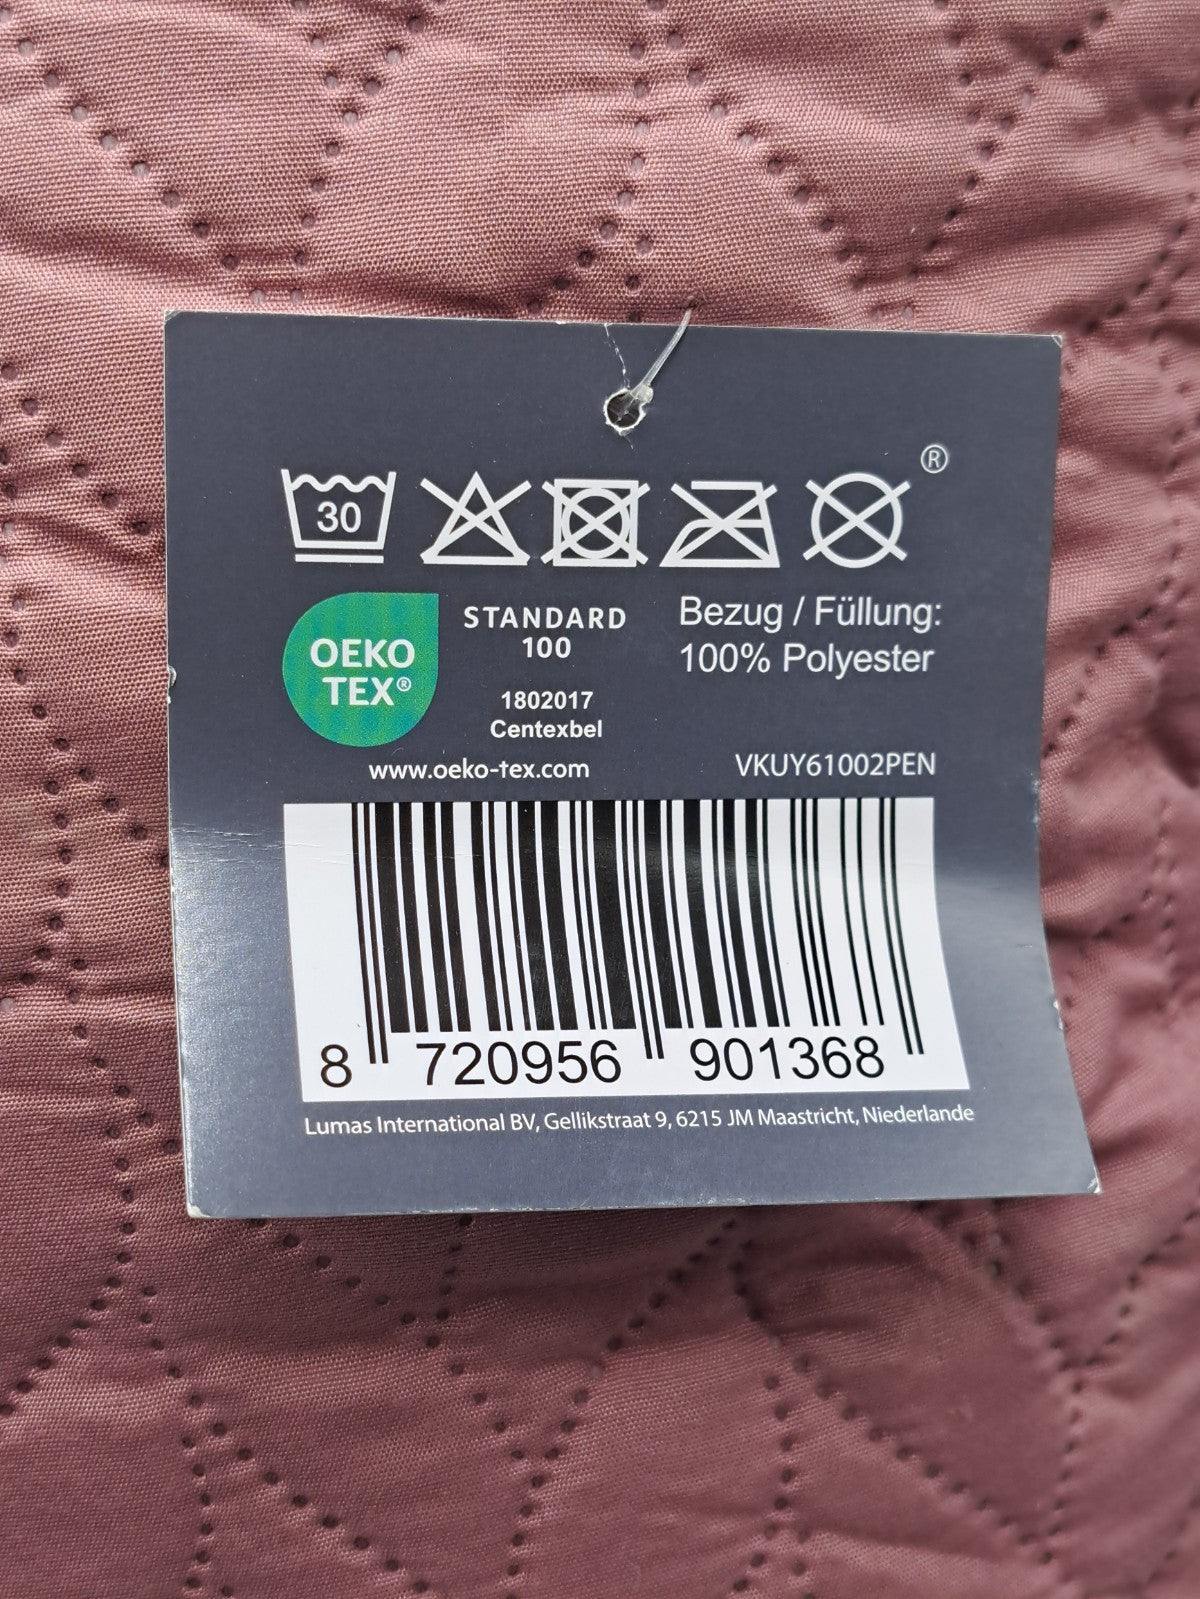 ®
30
OEKO
TEX®
STANDARD
100
1802017
Centexbel
www.oeko-tex.com
Bezug / Füllung:
100% Polyester
VKUY61002PEN
8 720956 901368
Lumas International BV, Gellikstraat 9, 6215 JM Maastricht, Niederlande